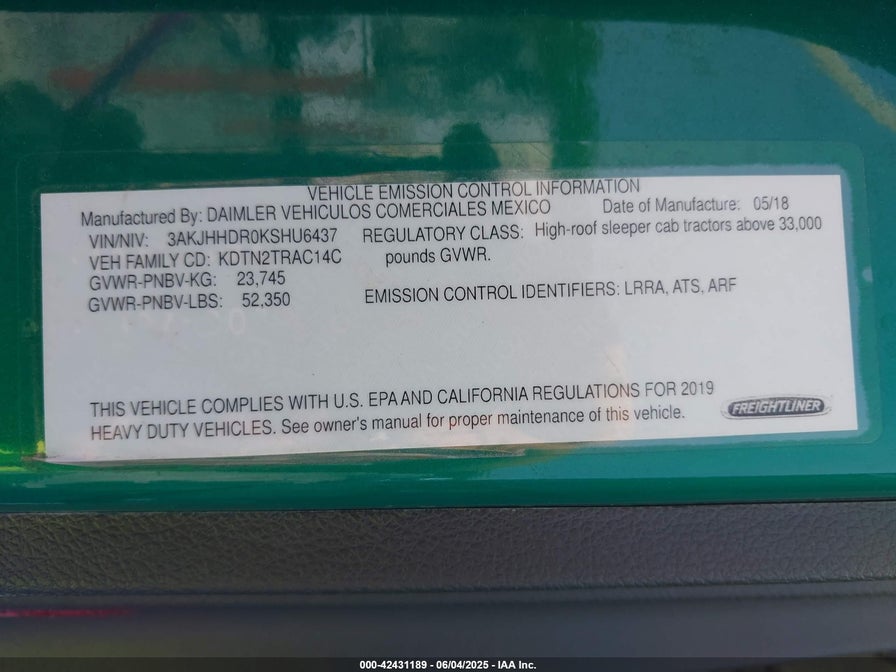 VEHICLE EMISSION CONTROL INFORMATION
Manufactured By: DAIMLER VEHICULOS COMERCIALES MEXICO Date of Manufacture: 05/18
VIN/NIV: 3AKJHHDR0KSHU6437 REGULATORY CLASS: High-roof sleeper cab tractors above 33,000
VEH FAMILY CD: KDTN2TRAC14C pounds GVWR.
GVWR-PNBV-KG: 23,745
GVWR-PNBV-LBS: 52,350 EMISSION CONTROL IDENTIFIERS: LRRA, ATS, ARF
THIS VEHICLE COMPLIES WITH U.S. EPA AND CALIFORNIA REGULATIONS FOR 2019
HEAVY DUTY VEHICLES. See owner's manual for proper maintenance of this vehicle.
FREIGHTLINER
000-42431189 - 06/04/2025 - IAA Inc.